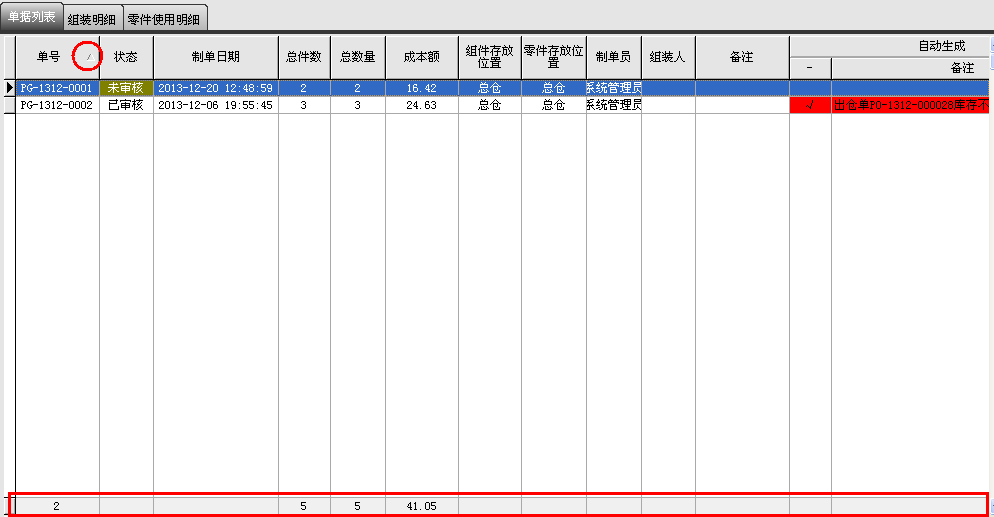 单据列表 组装明细 零件使用明细
单号 状态 制单日期 总件数 总数量 成本额 组件存放位置 零件存放位置 制单员 组装人 备注 自动生成
- 备注
PG-1312-0001 未审核 2013-12-20 12:48:59 2 2 16.42 总仓 总仓 系统管理员
PG-1312-0002 已审核 2013-12-06 19:55:45 3 3 24.63 总仓 总仓 系统管理员 √ 出仓单PO-1312-000028库存不
2 5 5 41.05